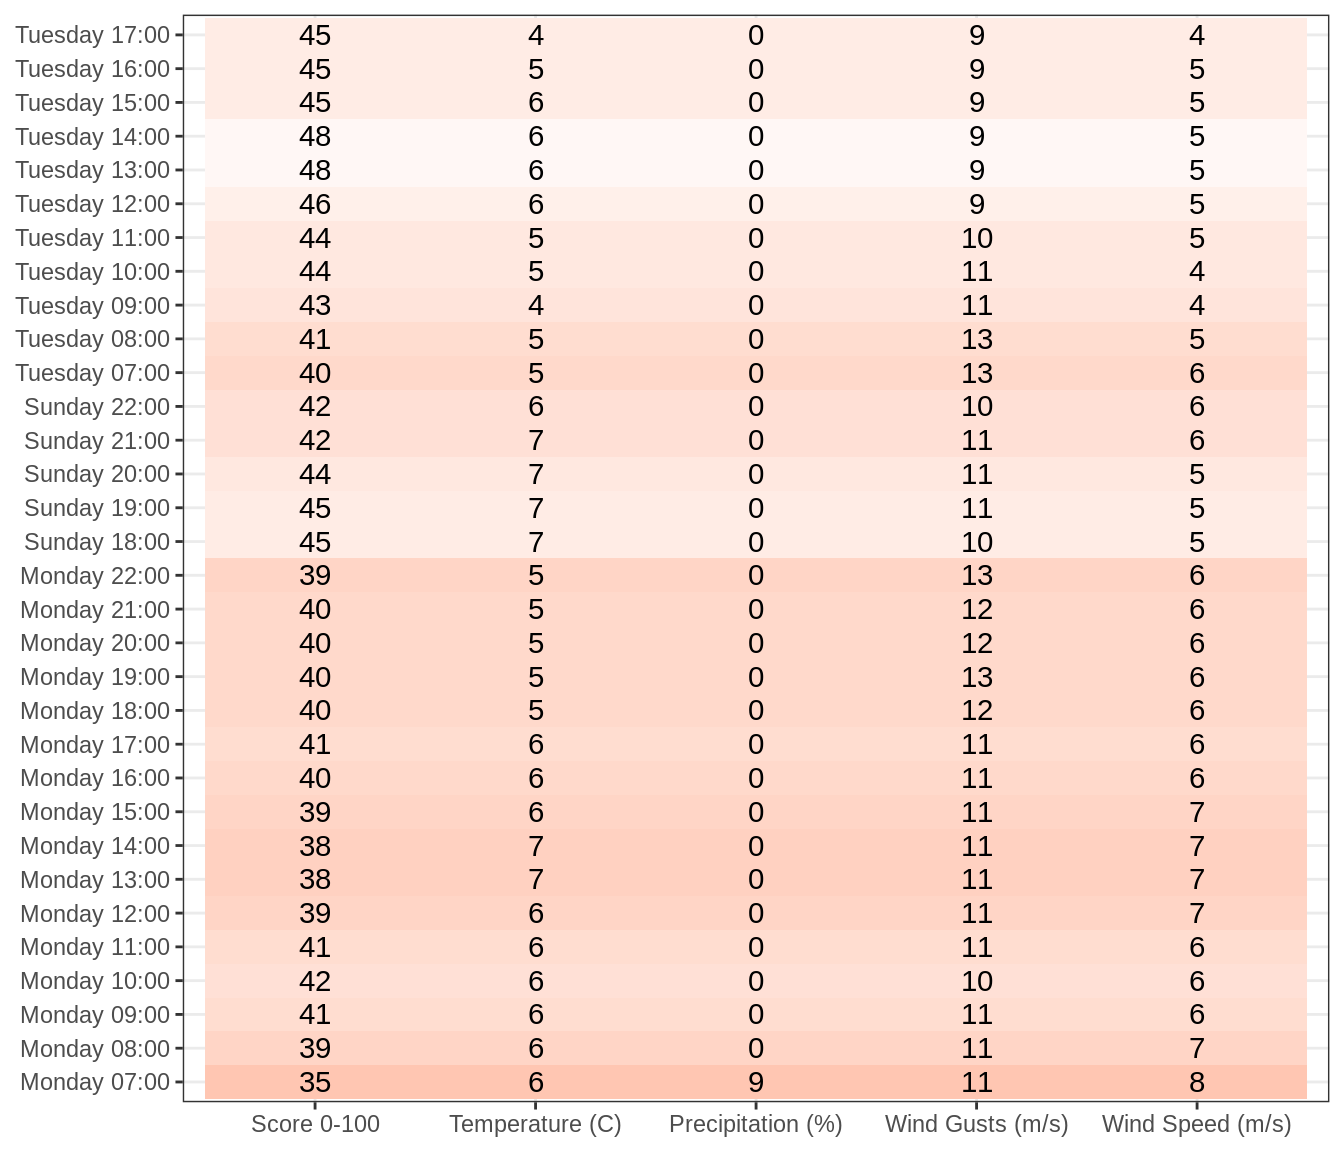 Tuesday 17:00 45 4 0 9 4
Tuesday 16:00 45 5 0 9 5
Tuesday 15:00 45 6 0 9 5
Tuesday 14:00 48 6 0 9 5
Tuesday 13:00 48 6 0 9 5
Tuesday 12:00 46 6 0 9 5
Tuesday 11:00 44 5 0 10 5
Tuesday 10:00 44 5 0 11 4
Tuesday 09:00 43 4 0 11 4
Tuesday 08:00 41 5 0 13 5
Tuesday 07:00 40 5 0 13 6
Sunday 22:00 42 6 0 10 6
Sunday 21:00 42 7 0 11 6
Sunday 20:00 44 7 0 11 5
Sunday 19:00 45 7 0 11 5
Sunday 18:00 45 7 0 10 5
Monday 22:00 39 5 0 13 6
Monday 21:00 40 5 0 12 6
Monday 20:00 40 5 0 12 6
Monday 19:00 40 5 0 13 6
Monday 18:00 40 5 0 12 6
Monday 17:00 41 6 0 11 6
Monday 16:00 40 6 0 11 6
Monday 15:00 39 6 0 11 7
Monday 14:00 38 7 0 11 7
Monday 13:00 38 7 0 11 7
Monday 12:00 39 6 0 11 7
Monday 11:00 41 6 0 11 6
Monday 10:00 42 6 0 10 6
Monday 09:00 41 6 0 11 6
Monday 08:00 39 6 0 11 7
Monday 07:00 35 6 9 11 8
Score 0-100 Temperature (C) Precipitation (%) Wind Gusts (m/s) Wind Speed (m/s)